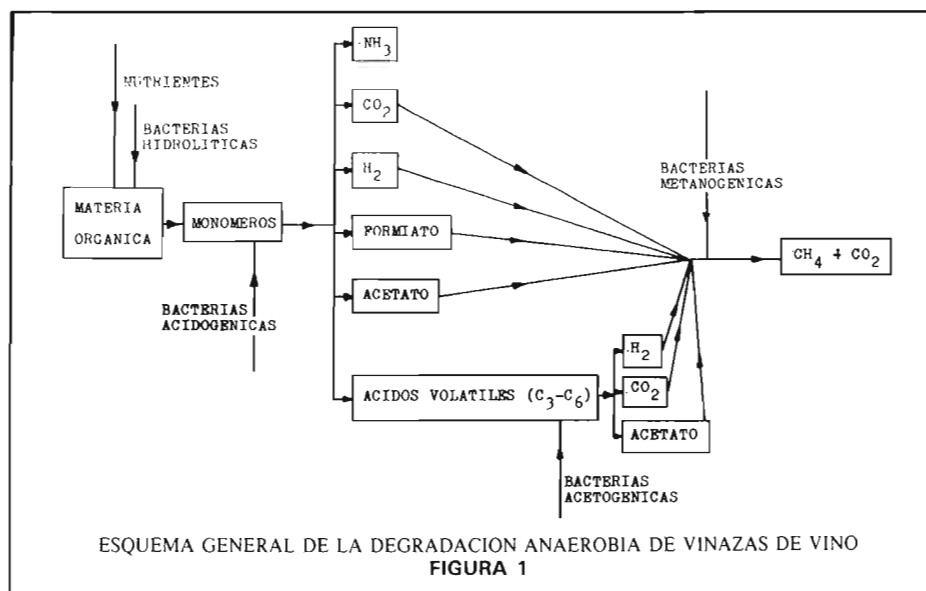 NUTRIENTES
BACTERIAS
HIDROLITICAS
MATERIA
ORGANICA
MONOMEROS
BACTERIAS
ACIDOGENICAS
NH3
CO2
H2
FORMIATO
ACETATO
ACIDOS VOLATILES (C3-C6)
BACTERIAS
ACETOGENICAS
H2
CO2
ACETATO
BACTERIAS
METANOGENICAS
CH4 + CO2
ESQUEMA GENERAL DE LA DEGRADACION ANAEROBIA DE VINAZAS DE VINO
FIGURA 1